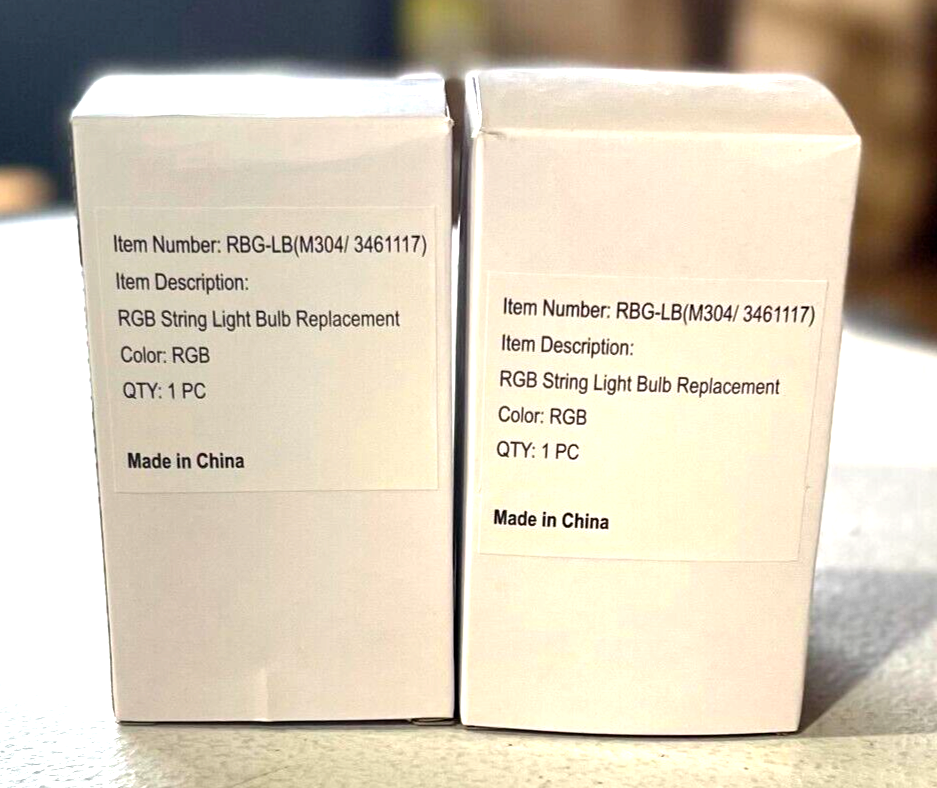 Item Number: RBG-LB(M304/ 3461117)
Item Description:
RGB String Light Bulb Replacement
Color: RGB
QTY: 1 PC
Made in China
Item Number: RBG-LB(M304/ 3461117)
Item Description:
RGB String Light Bulb Replacement
Color: RGB
QTY: 1 PC
Made in China